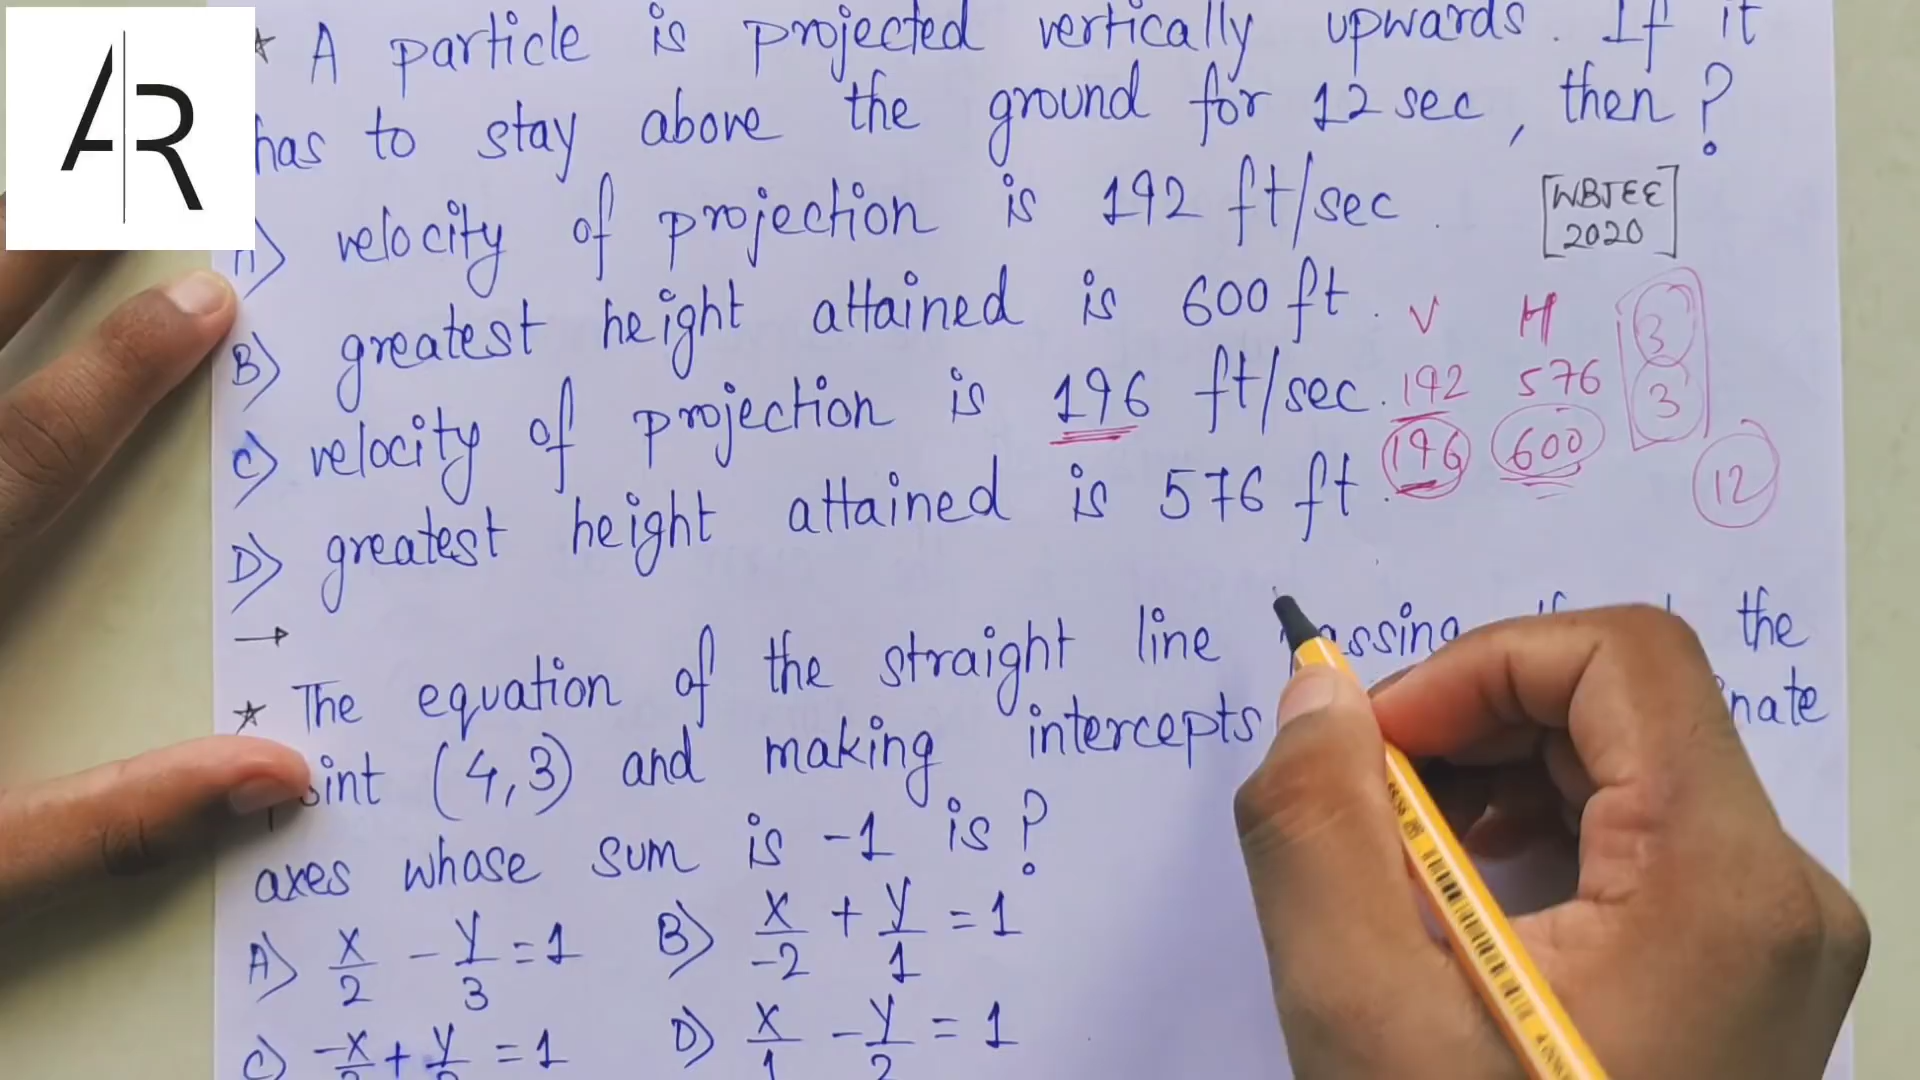 AR
A particle is projected vertically upwards. If it
has to stay above the ground for 12 sec, then ?
[WBJEE
2020]
A) velocity of projection is 192 ft/sec.
B) greatest height attained is 600 ft.
C) velocity of projection is 196 ft/sec.
D) greatest height attained is 576 ft.
V H 3
192 576 3
196 600
12
→
The equation of the straight line passing the
point (4,3) and making intercepts
axes whose sum is -1 is ?
A) x/2 - y/3 = 1 B) x/-2 + y/1 = 1
C) -x + y = 1 D) x/1 - y/2 = 1